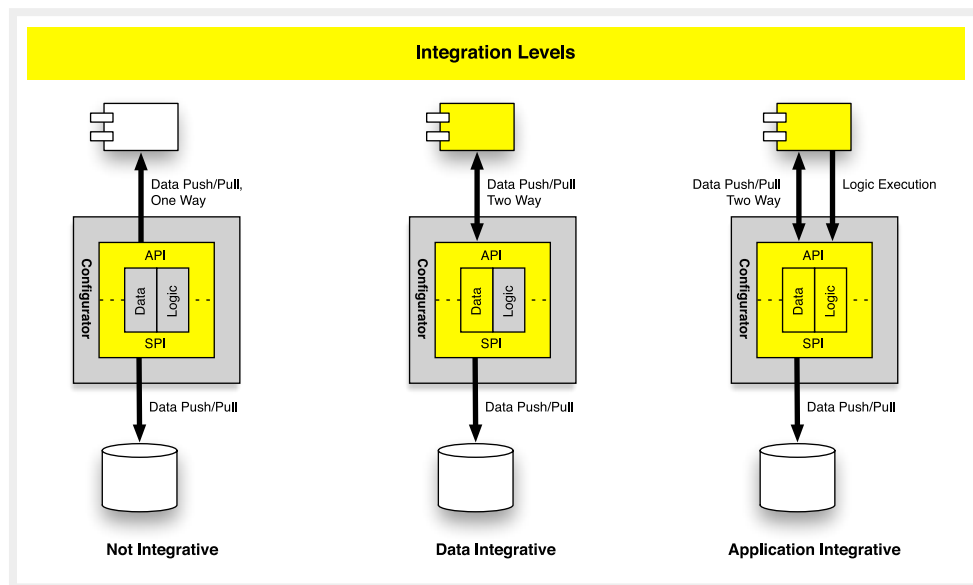 Integration Levels
Data Push/Pull,
One Way
Configurator
API
Data
Logic
SPI
Data Push/Pull
Not Integrative
Data Push/Pull
Two Way
Configurator
API
Data
Logic
SPI
Data Push/Pull
Data Integrative
Data Push/Pull
Two Way
Logic Execution
Configurator
API
Data
Logic
SPI
Data Push/Pull
Application Integrative